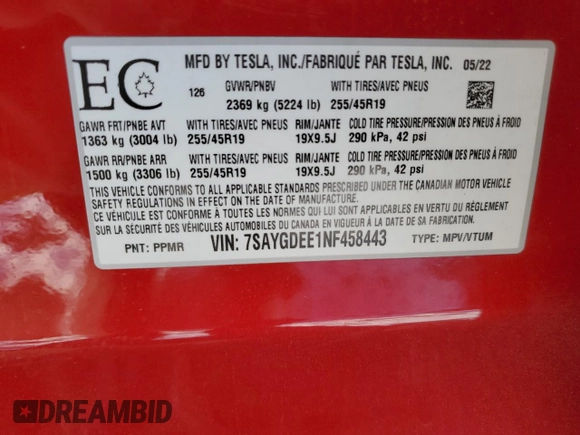 EC
MFD BY TESLA, INC./FABRIQUÉ PAR TESLA, INC. 05/22
126
GVWR/PNBV WITH TIRES/AVEC PNEUS
2369 kg (5224 lb) 255/45R19
GAWR FRT/PNBE AVT WITH TIRES/AVEC PNEUS RIM/JANTE COLD TIRE PRESSURE/PRESSION DES PNEUS À FROID
1363 kg (3004 lb) 255/45R19 19X9.5J 290 kPa, 42 psi
GAWR RR/PNBE ARR WITH TIRES/AVEC PNEUS RIM/JANTE COLD TIRE PRESSURE/PRESSION DES PNEUS À FROID
1500 kg (3306 lb) 255/45R19 19X9.5J 290 kPa, 42 psi
THIS VEHICLE CONFORMS TO ALL APPLICABLE STANDARDS PRESCRIBED UNDER THE CANADIAN MOTOR VEHICLE
SAFETY REGULATIONS IN EFFECT ON THE DATE OF MANUFACTURE.
CE VÉHICULE EST CONFORME À TOUTES LES NORMES QUI LUI SONT APPLICABLES EN VERTU DU RÈGLEMENT
SUR LA SÉCURITÉ DES VÉHICULES AUTOMOBILES DU CANADA EN VIGUEUR À LA DATE DE SA FABRICATION.
PNT: PPMR VIN: 7SAYGDEE1NF458443 TYPE: MPV/VTUM
DREAMBID